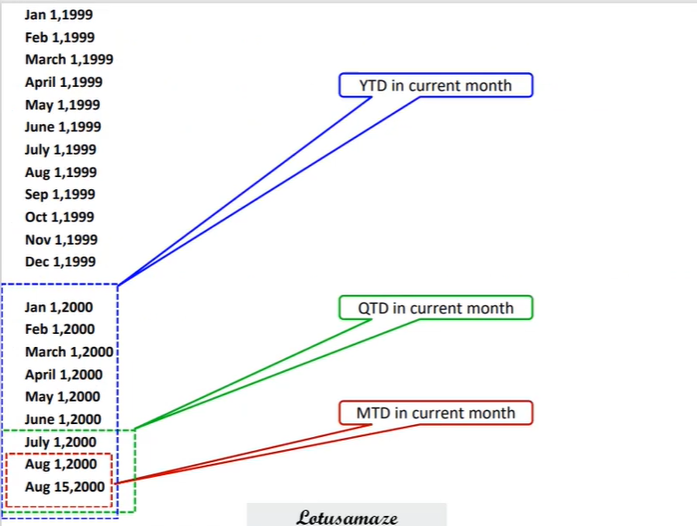 Jan 1,1999
Feb 1,1999
March 1,1999
April 1,1999
May 1,1999
June 1,1999
July 1,1999
Aug 1,1999
Sep 1,1999
Oct 1,1999
Nov 1,1999
Dec 1,1999
YTD in current month
Jan 1,2000
Feb 1,2000
March 1,2000
April 1,2000
May 1,2000
June 1,2000
July 1,2000
Aug 1,2000
Aug 15,2000
QTD in current month
MTD in current month
Lotusamaze